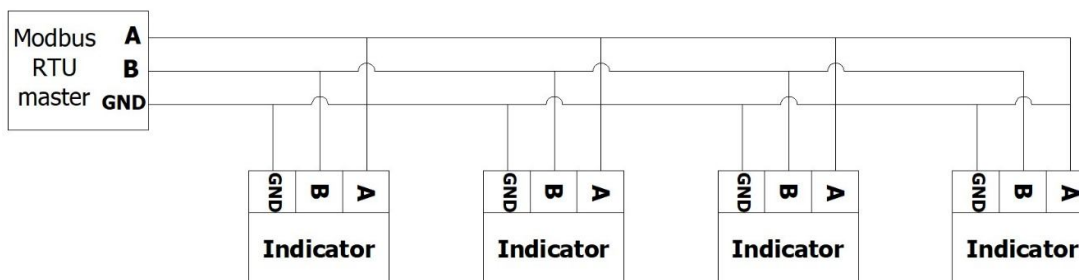 Modbus A
RTU B
master GND
GND B A
Indicator
GND B A
Indicator
GND B A
Indicator
GND B A
Indicator